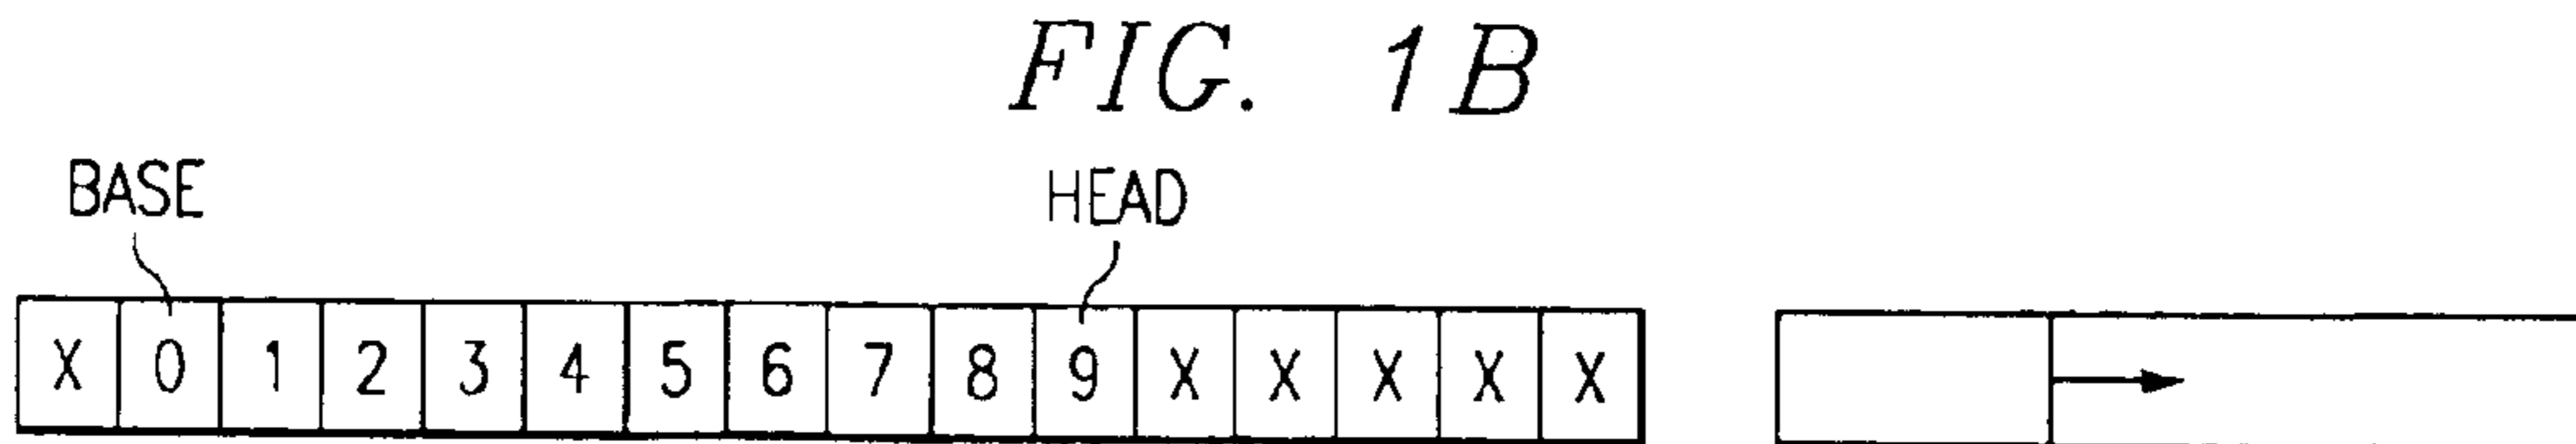 FIG. 1B
BASE
HEAD
X 0 1 2 3 4 5 6 7 8 9 X X X X X